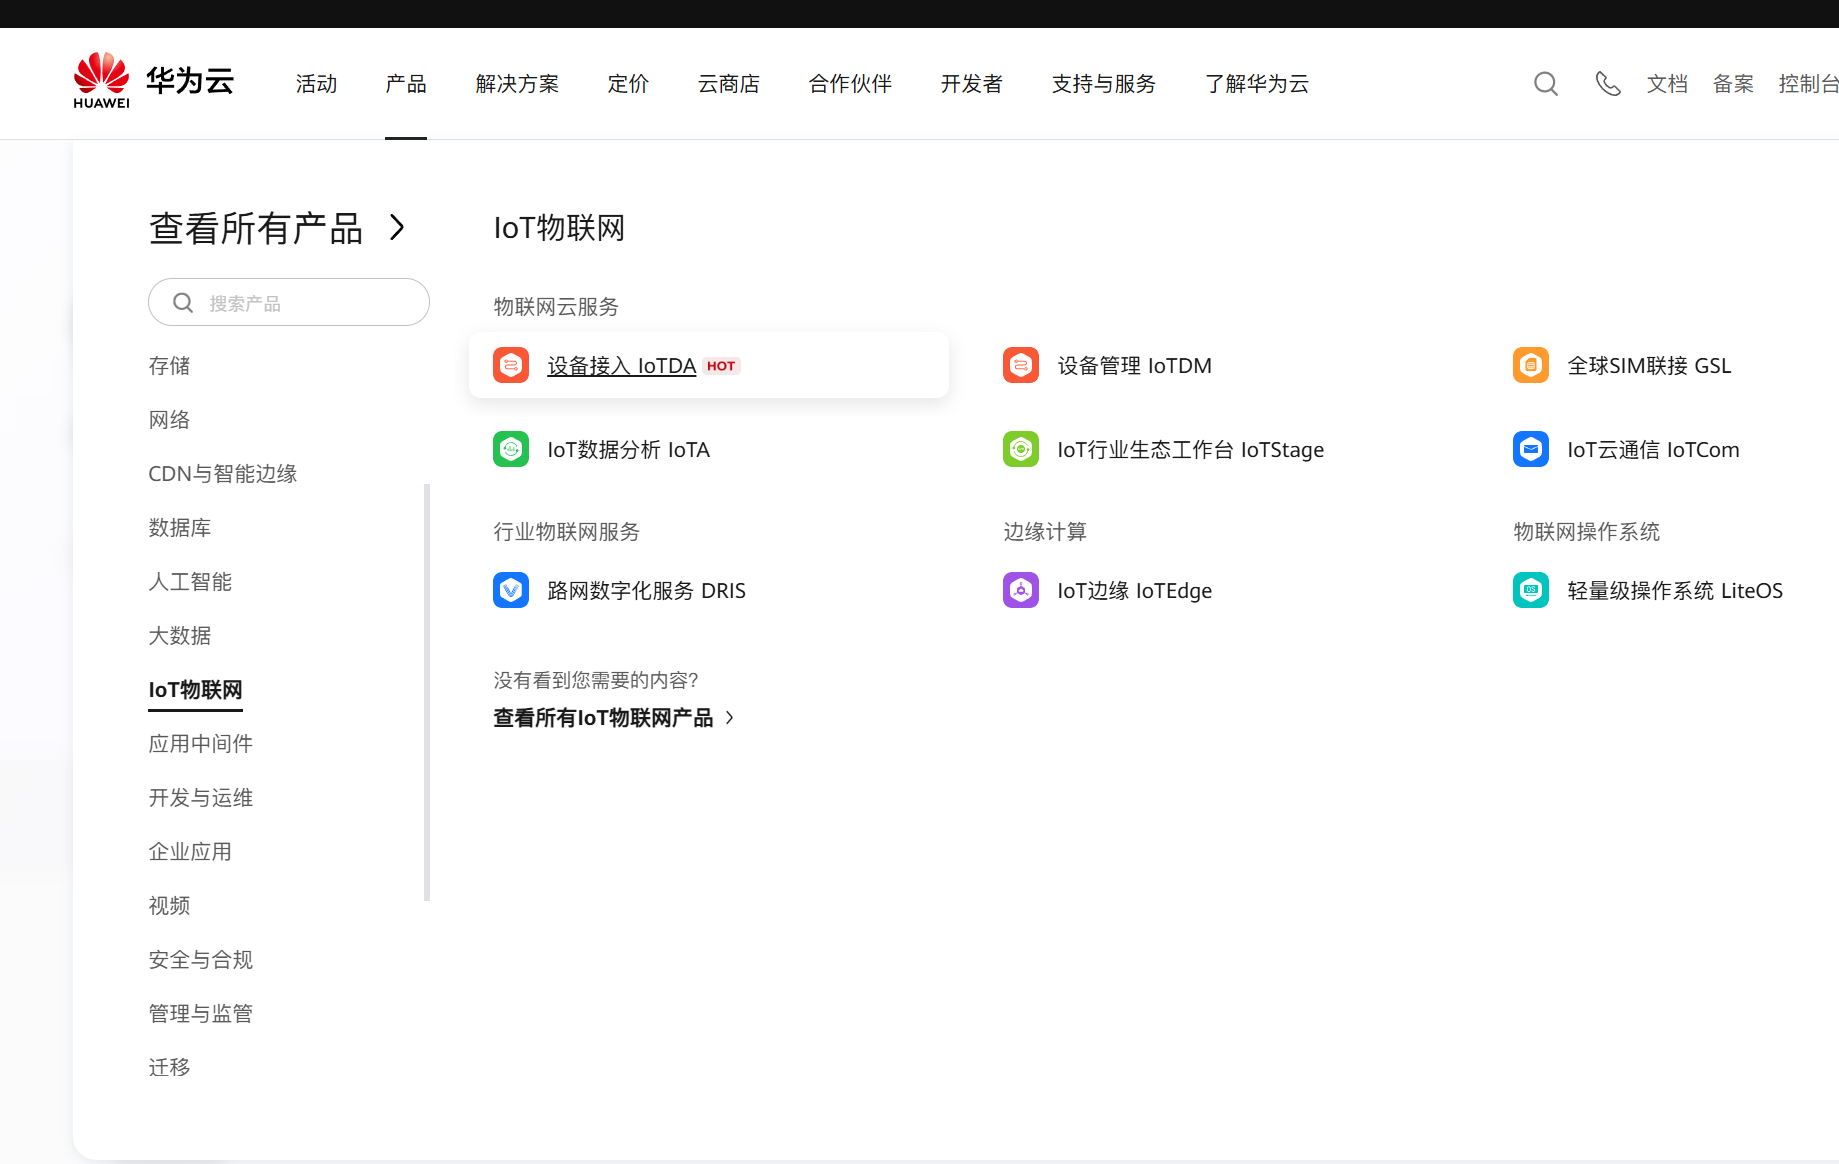 HUAWEI 华为云 活动 产品 解决方案 定价 云商店 合作伙伴 开发者 支持与服务 了解华为云 文档 备案 控制台
查看所有产品
搜索产品
存储
网络
CDN与智能边缘
数据库
人工智能
大数据
IoT物联网
应用中间件
开发与运维
企业应用
视频
安全与合规
管理与监管
迁移
IoT物联网
物联网云服务
设备接入 IoTDA HOT
设备管理 IoTDM
全球SIM联接 GSL
IoT数据分析 IoTA
IoT行业生态工作台 IoTStage
IoT云通信 IoTCom
行业物联网服务
路网数字化服务 DRIS
边缘计算
IoT边缘 IoTEdge
物联网操作系统
轻量级操作系统 LiteOS
没有看到您需要的内容?
查看所有IoT物联网产品